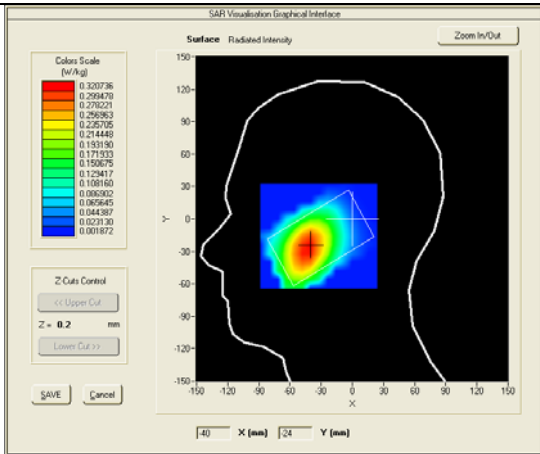 SAR Visualisation Graphical Interface
Surface Radiated Intensity
Zoom In/Out
Colors Scale
(W/kg)
0.320736
0.299478
0.278221
0.256963
0.235705
0.214448
0.193190
0.171933
0.150675
0.129417
0.108160
0.086902
0.065645
0.044387
0.023130
0.001872
Z Cuts Control
<< Upper Cut
Z = 0.2 mm
Lower Cut >>
SAVE Cancel
150-
120-
90-
60-
30-
0-
-30-
-60-
-90-
-120-
-150-
Y
-150 -120 -90 -60 -30 0 30 60 90 120 150
X
-40 X (mm) -24 Y (mm)